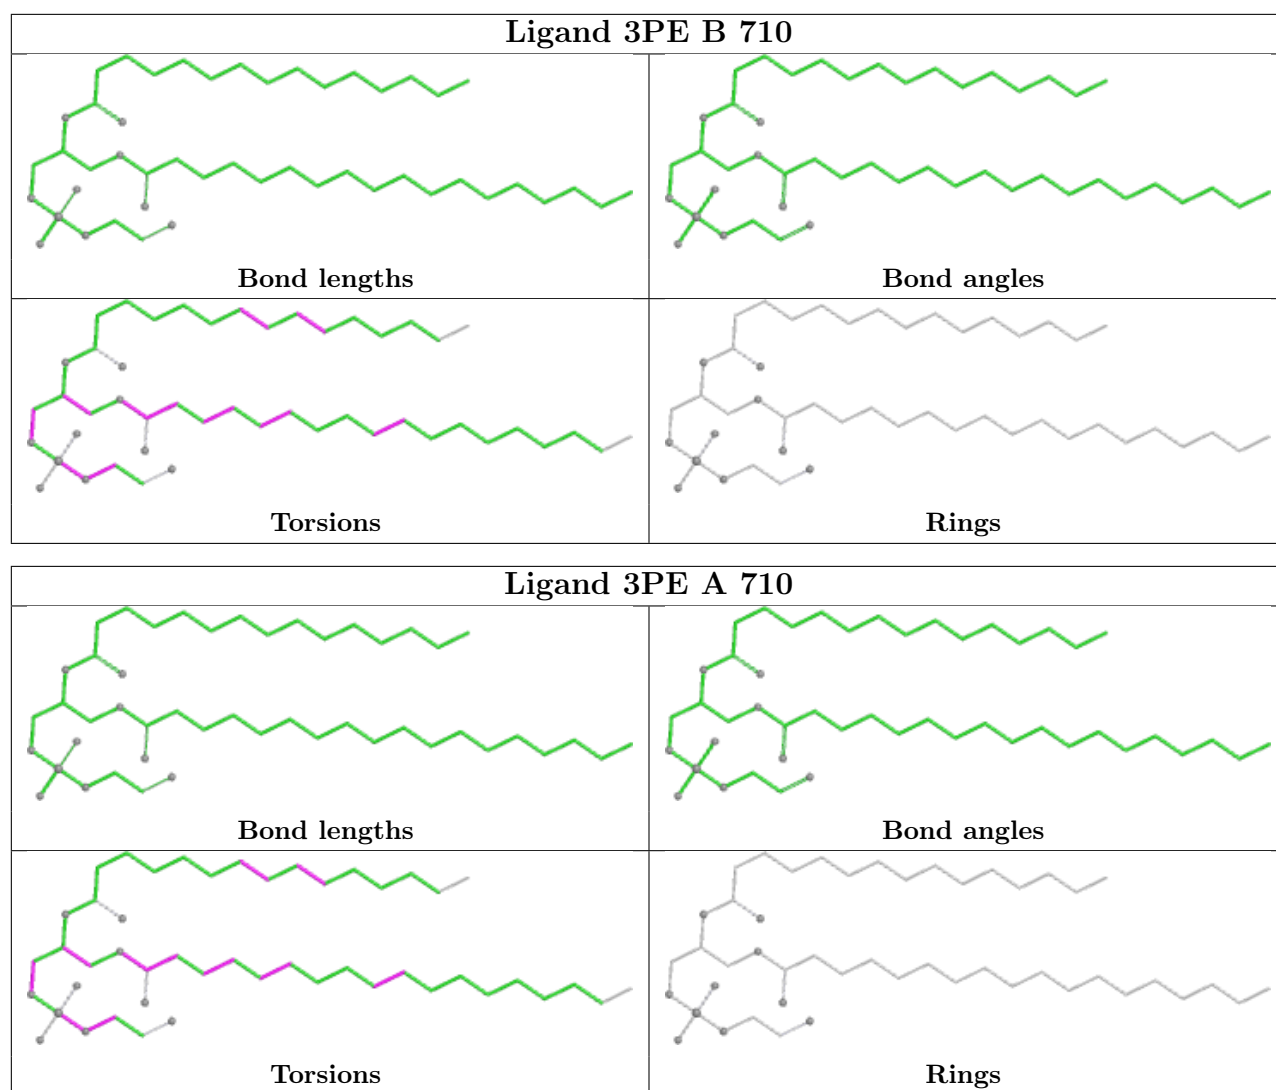 Ligand 3PE B 710
Bond lengths
Bond angles
Torsions
Rings
Ligand 3PE A 710
Bond lengths
Bond angles
Torsions
Rings